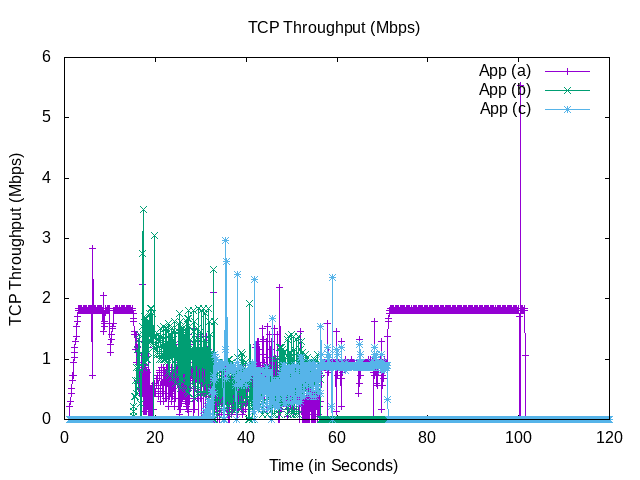 TCP Throughput (Mbps)
App (a)
App (b)
App (c)
TCP Throughput (Mbps)
6
5
4
3
2
1
0
0 20 40 60 80 100 120
Time (in Seconds)